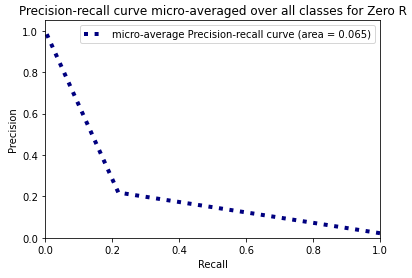 Precision-recall curve micro-averaged over all classes for Zero R
micro-average Precision-recall curve (area = 0.065)
1.0
0.8
0.6
0.4
0.2
0.0
Precision
0.0 0.2 0.4 0.6 0.8 1.0
Recall